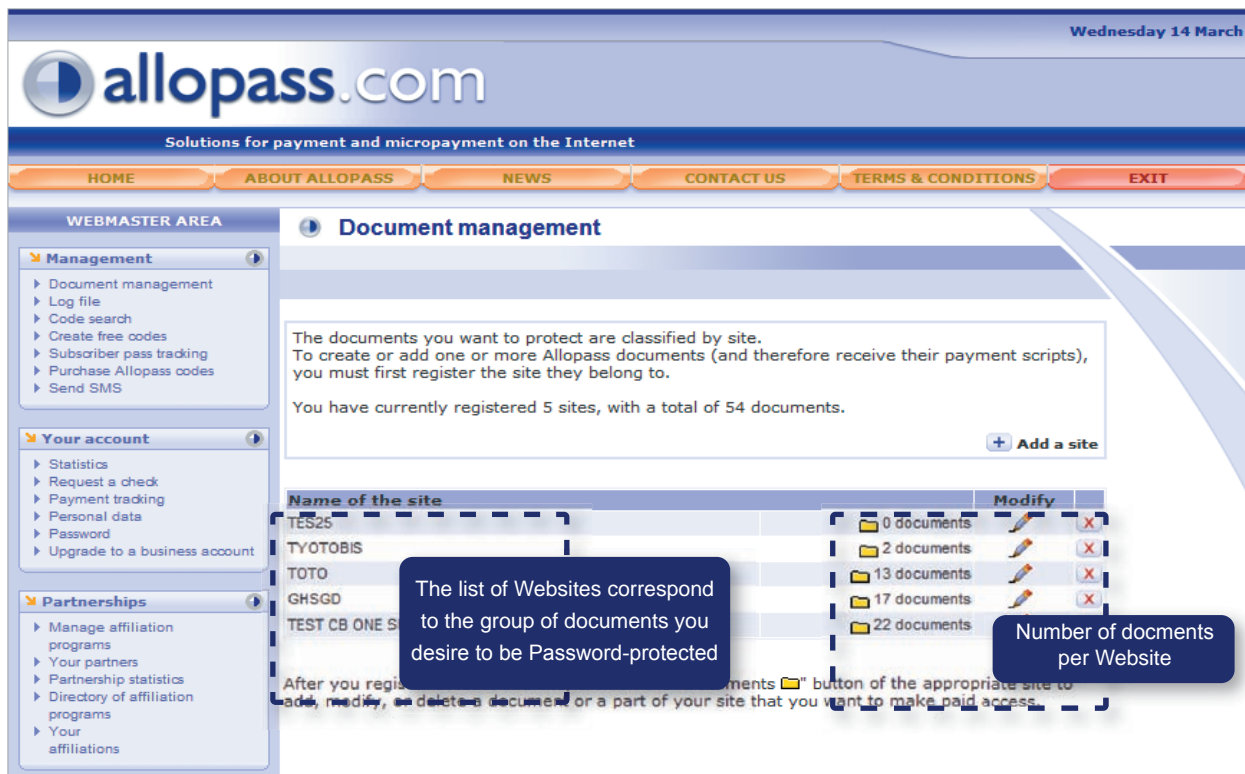 Wednesday 14 March
allopass.com
Solutions for payment and micropayment on the Internet
HOME ABOUT ALLOPASS NEWS CONTACT US TERMS & CONDITIONS EXIT
WEBMASTER AREA
Management
Document management
Log file
Code search
Create free codes
Subscriber pass tracking
Purchase Allopass codes
Send SMS
Your account
Statistics
Request a check
Payment tracking
Personal data
Password
Upgrade to a business account
Partnerships
Manage affiliation
programs
Your partners
Partnership statistics
Directory of affiliation
programs
Your
affiliations
Document management
The documents you want to protect are classified by site.
To create or add one or more Allopass documents (and therefore receive their payment scripts),
you must first register the site they belong to.
You have currently registered 5 sites, with a total of 54 documents.
+ Add a site
Name of the site Modify
TES25 0 documents X
TYOTOBIS 2 documents X
TOTO 13 documents X
GHSGD 17 documents X
TEST CB ONE 22 documents
The list of Websites correspond
to the group of documents you
desire to be Password-protected
Number of docments
per Website
After you " button of the appropriate site to
add, modify, or delete a document or a part of your site that you want to make paid access.